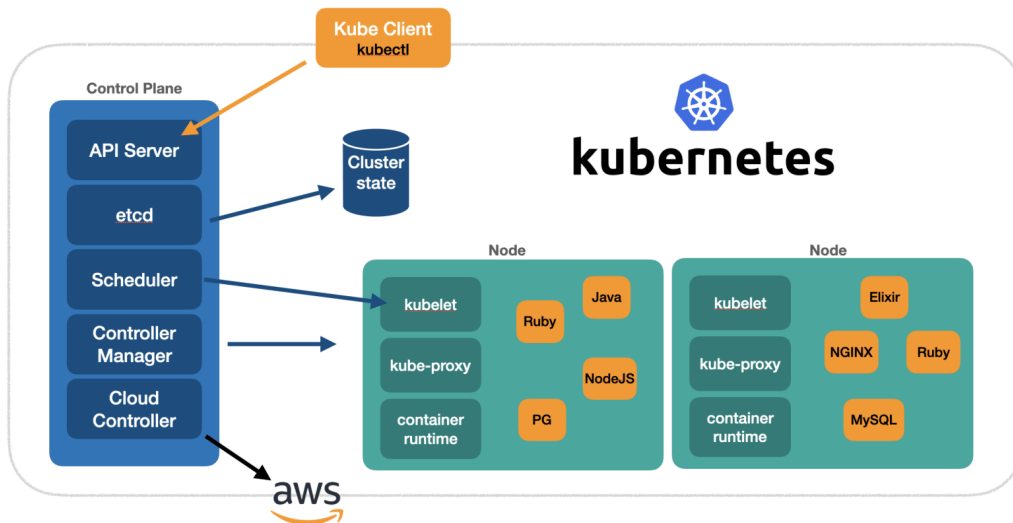 Kube Client
kubectl
Control Plane
API Server
etcd
Scheduler
Controller
Manager
Cloud
Controller
Cluster
state
kubernetes
aws
Node
kubelet
kube-proxy
container
runtime
Java
Ruby
NodeJS
PG
Node
kubelet
kube-proxy
container
runtime
Elixir
NGINX
Ruby
MySQL